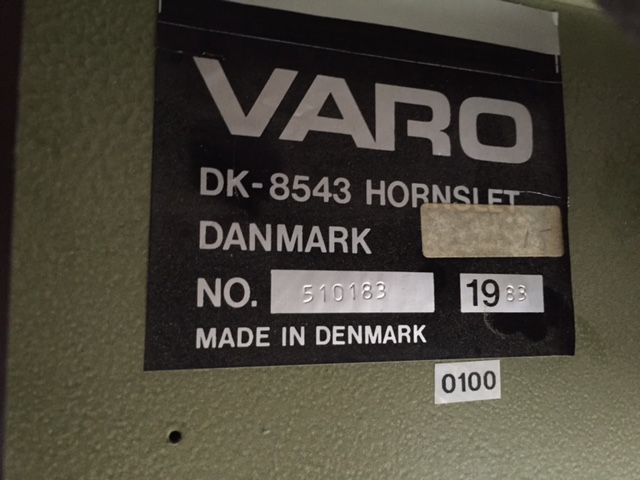 VARO
DK-8543 HORNSLET
DANMARK
NO. 510183 1983
MADE IN DENMARK
0100